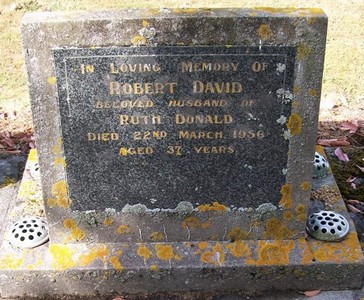 In Loving Memory Of
Robert David
Beloved Husband Of
Ruth Donald
Died 22nd March, 1956
Aged 37 Years